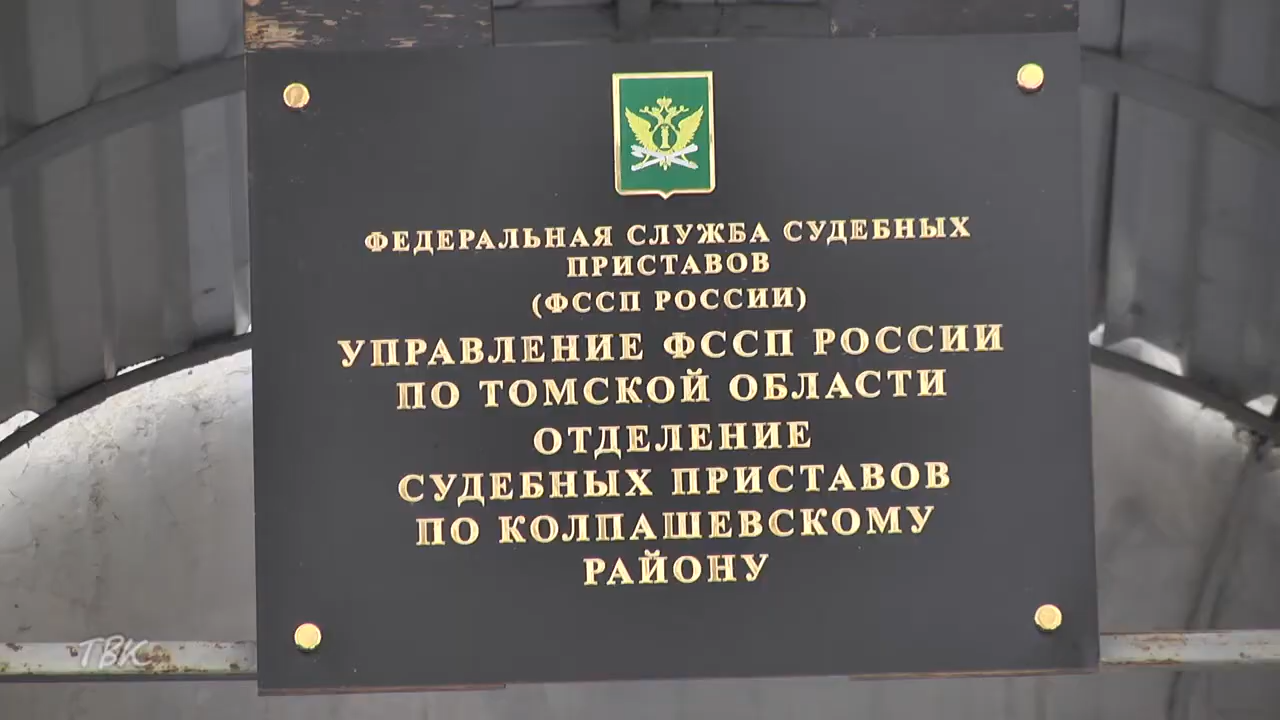 ФЕДЕРАЛЬНАЯ СЛУЖБА СУДЕБНЫХ
ПРИСТАВОВ
(ФССП РОССИИ)
УПРАВЛЕНИЕ ФССП РОССИИ
ПО ТОМСКОЙ ОБЛАСТИ
ОТДЕЛЕНИЕ
СУДЕБНЫХ ПРИСТАВОВ
ПО КОЛПАШЕВСКОМУ
РАЙОНУ
ТВК